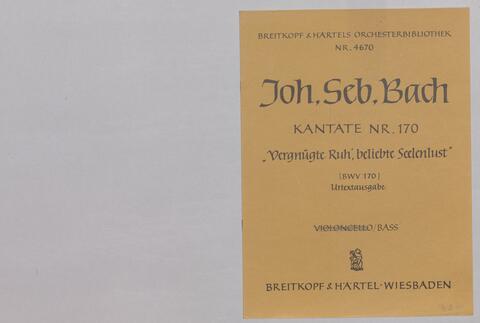 BREITKOPF & HÄRTELS ORCHESTERBIBLIOTHEK
NR. 4670
Joh. Seb. Bach
KANTATE NR. 170
„Vergnügte Ruh', beliebte Seelenlust"
(BWV 170)
Urtextausgabe
VIOLONCELLO/BASS
BREITKOPF & HÄRTEL · WIESBADEN